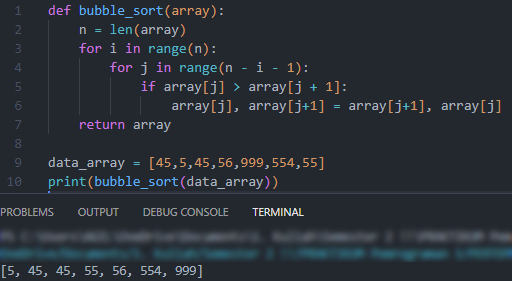 1 def bubble_sort(array):
2     n = len(array)
3     for i in range(n):
4         for j in range(n - i - 1):
5             if array[j] > array[j + 1]:
6                 array[j], array[j+1] = array[j+1], array[j]
7     return array
8
9 data_array = [45,5,45,56,999,554,55]
10 print(bubble_sort(data_array))
PROBLEMS OUTPUT DEBUG CONSOLE TERMINAL
[5, 45, 45, 55, 56, 554, 999]